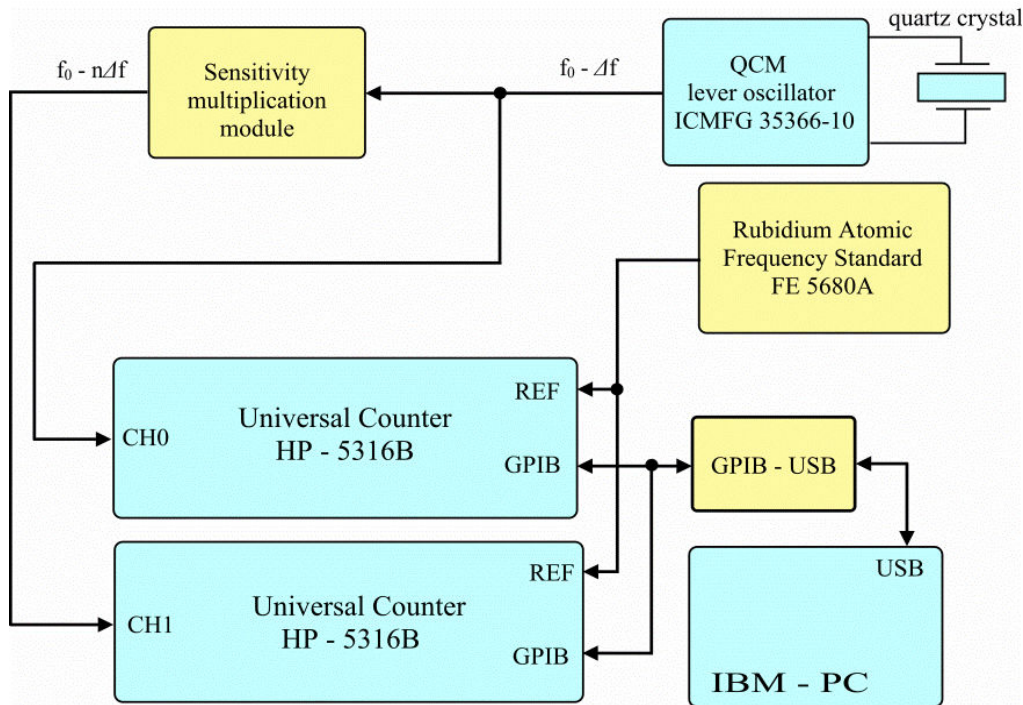 quartz crystal
f₀ - nΔf
Sensitivity
multiplication
module
f₀ - Δf
QCM
lever oscillator
ICMFG 35366-10
Rubidium Atomic
Frequency Standard
FE 5680A
REF
Universal Counter
HP - 5316B
CH0
GPIB
GPIB - USB
REF
USB
Universal Counter
HP - 5316B
CH1
GPIB
IBM - PC